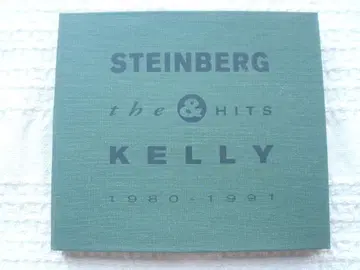 STEINBERG
the & HITS
KELLY
1980-1991